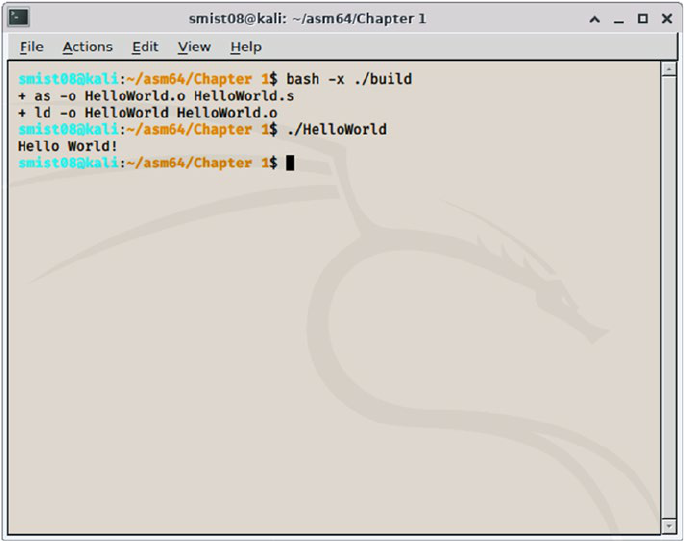 smist08@kali: ~/asm64/Chapter 1
File Actions Edit View Help
smist08@kali:~/asm64/Chapter 1$ bash -x ./build
+ as -o HelloWorld.o HelloWorld.s
+ ld -o HelloWorld HelloWorld.o
smist08@kali:~/asm64/Chapter 1$ ./HelloWorld
Hello World!
smist08@kali:~/asm64/Chapter 1$